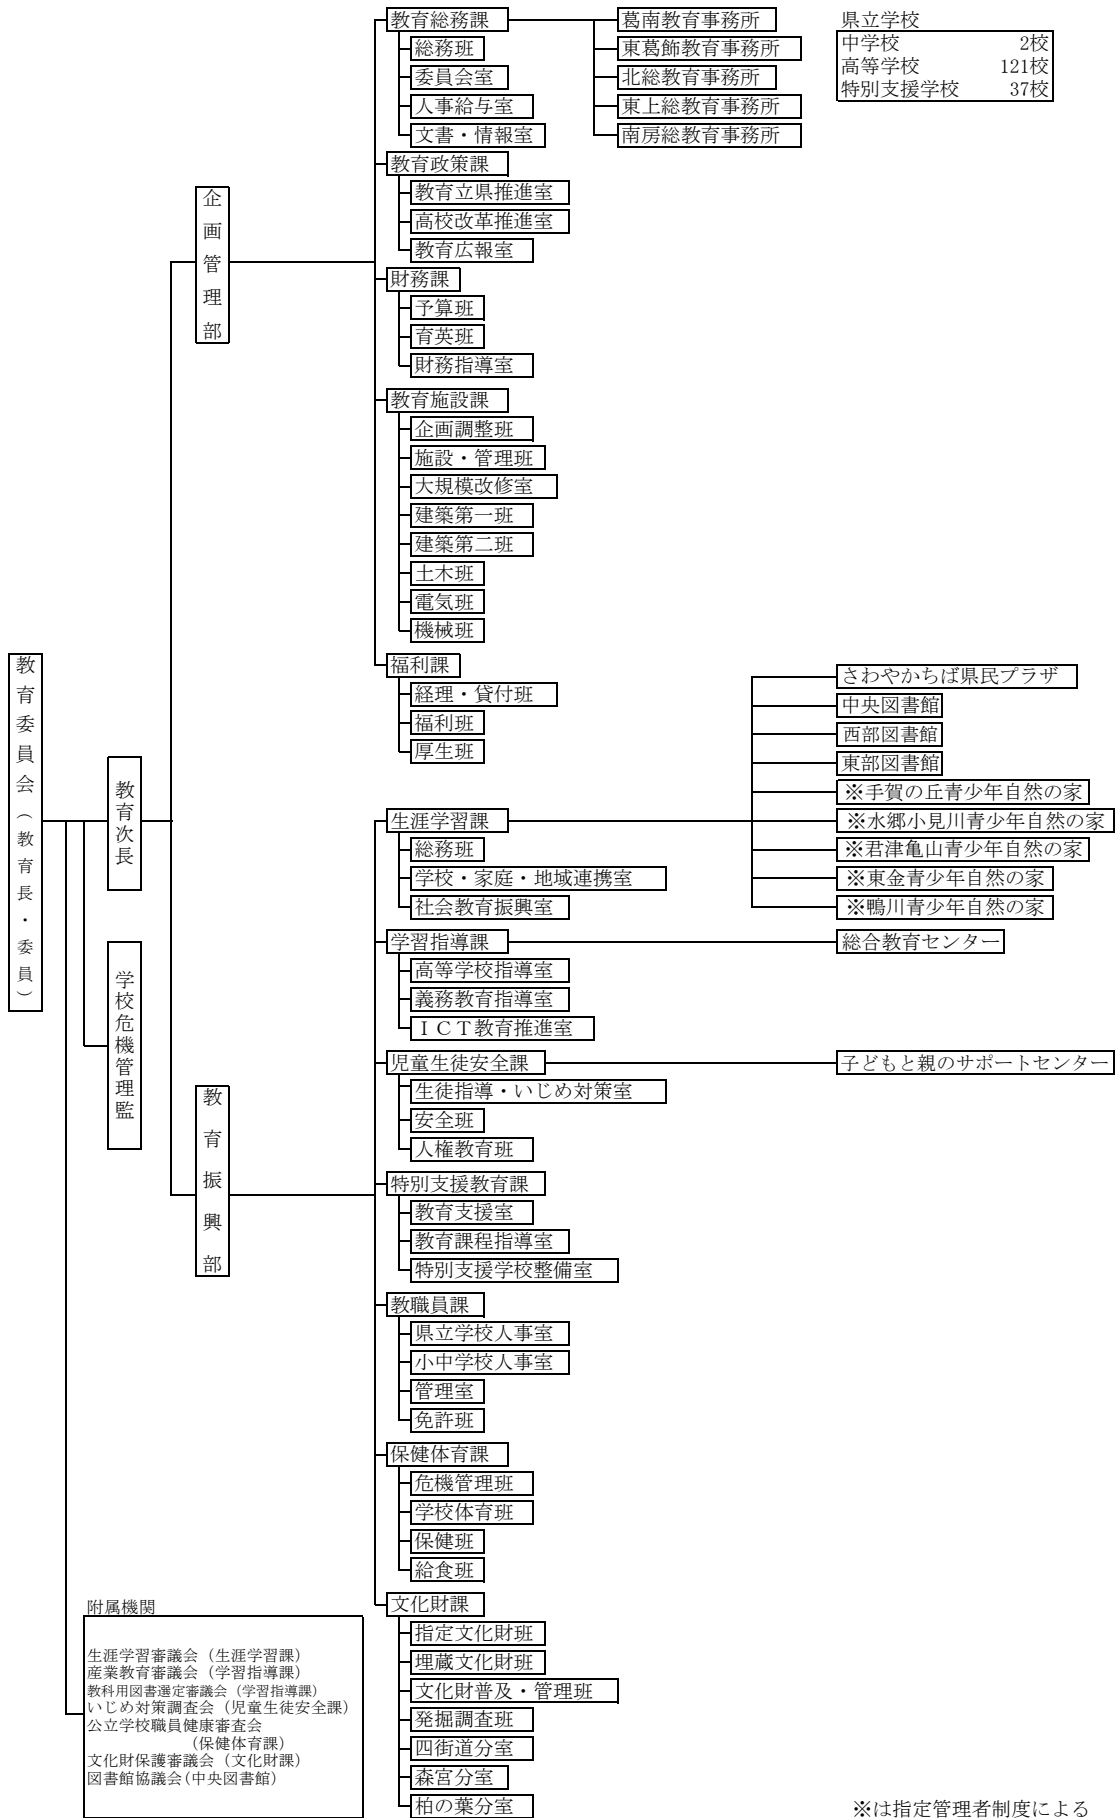 教育委員会（教育長・委員）
教育次長
学校危機管理監
企画管理部
教育総務課
総務班
委員会室
人事給与室
文書・情報室
葛南教育事務所
東葛飾教育事務所
北総教育事務所
東上総教育事務所
南房総教育事務所
県立学校
中学校 2校
高等学校 121校
特別支援学校 37校
教育政策課
教育立県推進室
高校改革推進室
教育広報室
財務課
予算班
育英班
財務指導室
教育施設課
企画調整班
施設・管理班
大規模改修室
建築第一班
建築第二班
土木班
電気班
機械班
福利課
経理・貸付班
福利班
厚生班
教育振興部
生涯学習課
総務班
学校・家庭・地域連携室
社会教育振興室
さわやかちば県民プラザ
中央図書館
西部図書館
東部図書館
※手賀の丘青少年自然の家
※水郷小見川青少年自然の家
※君津亀山青少年自然の家
※東金青少年自然の家
※鴨川青少年自然の家
学習指導課
高等学校指導室
義務教育指導室
ＩＣＴ教育推進室
総合教育センター
児童生徒安全課
生徒指導・いじめ対策室
安全班
人権教育班
子どもと親のサポートセンター
特別支援教育課
教育支援室
教育課程指導室
特別支援学校整備室
教職員課
県立学校人事室
小中学校人事室
管理室
免許班
保健体育課
危機管理班
学校体育班
保健班
給食班
文化財課
指定文化財班
埋蔵文化財班
文化財普及・管理班
発掘調査班
四街道分室
森宮分室
柏の葉分室
附属機関
生涯学習審議会（生涯学習課）
産業教育審議会（学習指導課）
教科用図書選定審議会（学習指導課）
いじめ対策調査会（児童生徒安全課）
公立学校職員健康審査会
（保健体育課）
文化財保護審議会（文化財課）
図書館協議会(中央図書館）
※は指定管理者制度による